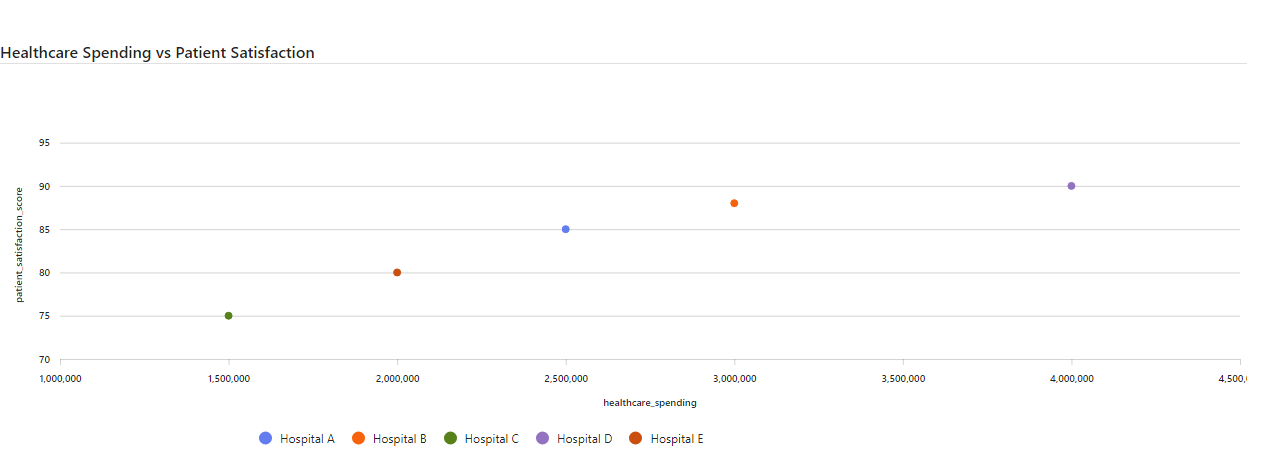 Healthcare Spending vs Patient Satisfaction
95
90
85
80
75
70
patient_satisfaction_score
1,000,000 1,500,000 2,000,000 2,500,000 3,000,000 3,500,000 4,000,000 4,500,(
healthcare_spending
Hospital A Hospital B Hospital C Hospital D Hospital E